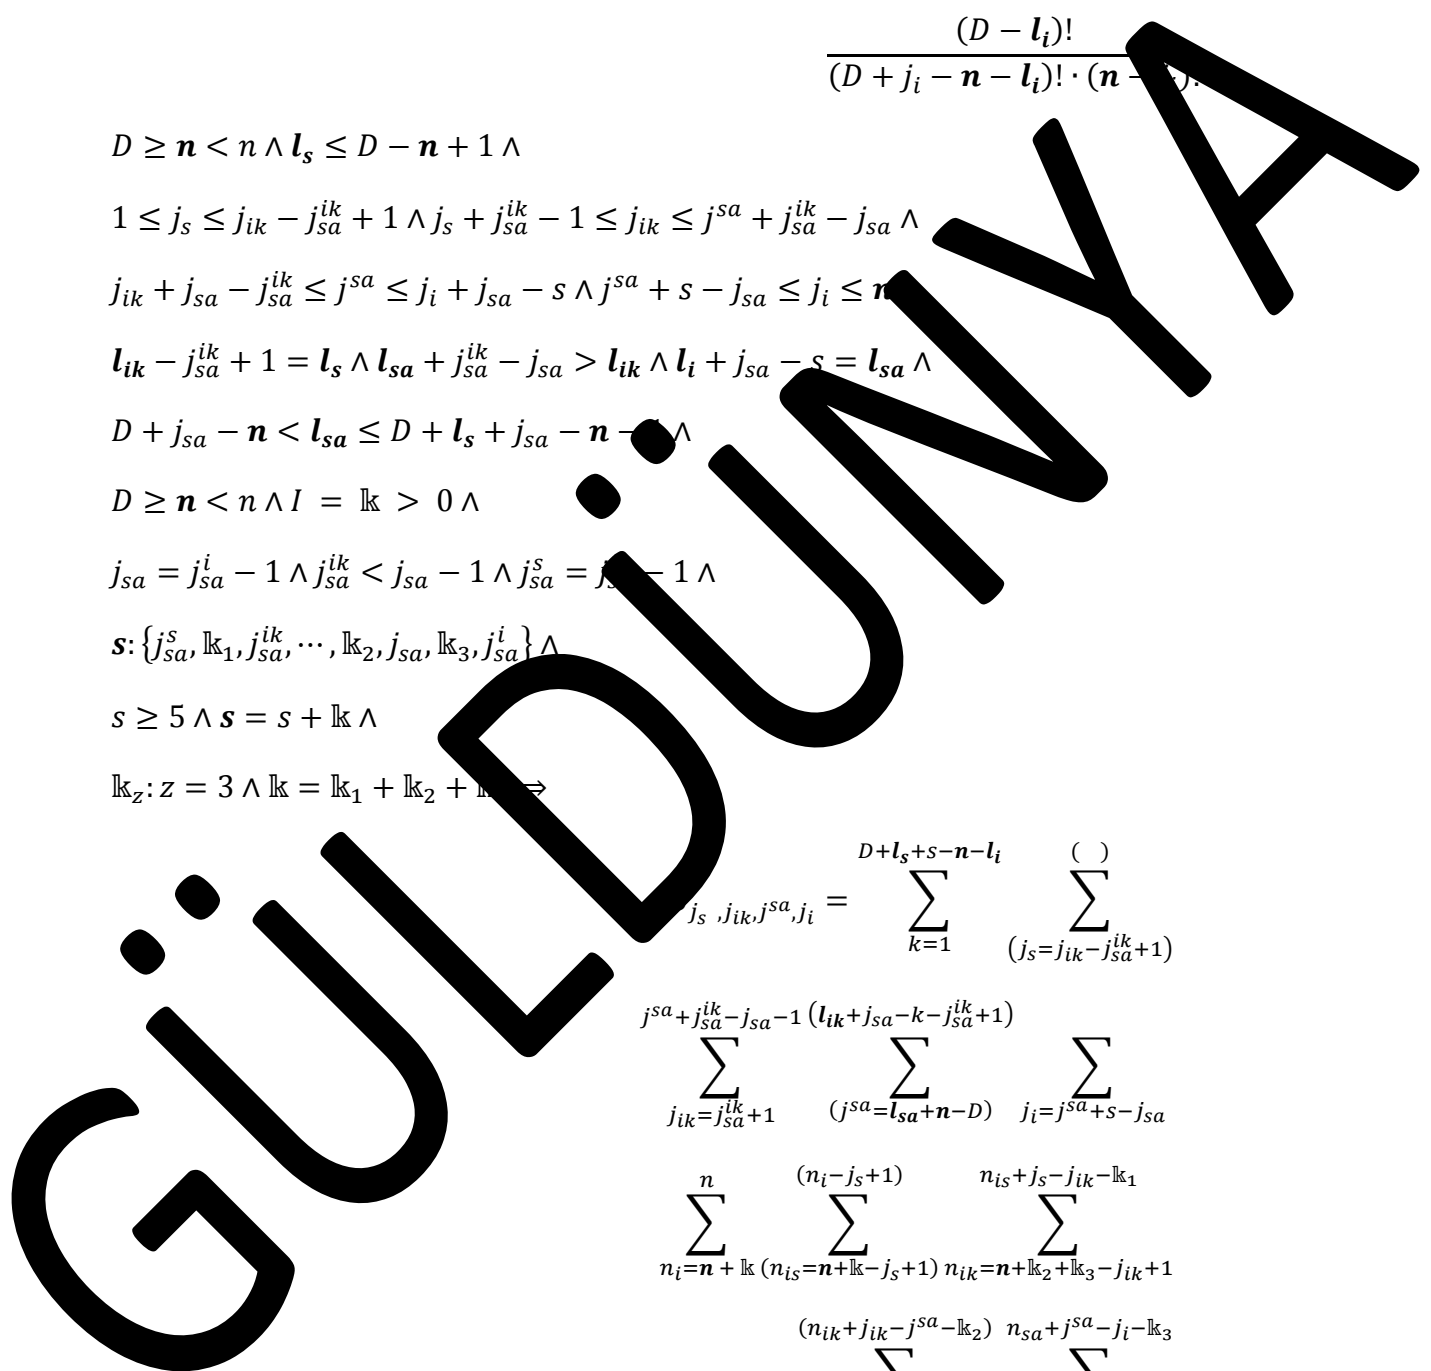 (D − l_i)!
(D + j_i − n − l_i)! · (n − )!
D ≥ n < n ∧ l_s ≤ D − n + 1 ∧
1 ≤ j_s ≤ j_ik − j_sa^ik + 1 ∧ j_s + j_sa^ik − 1 ≤ j_ik ≤ j^sa + j_sa^ik − j_sa ∧
j_ik + j_sa − j_sa^ik ≤ j^sa ≤ j_i + j_sa − s ∧ j^sa + s − j_sa ≤ j_i ≤ n
l_ik − j_sa^ik + 1 = l_s ∧ l_sa + j_sa^ik − j_sa > l_ik ∧ l_i + j_sa − s = l_sa ∧
D + j_sa − n < l_sa ≤ D + l_s + j_sa − n − ∧
D ≥ n < n ∧ I = 𝕜 > 0 ∧
j_sa = j_sa^i − 1 ∧ j_sa^ik < j_sa − 1 ∧ j_sa^s = − 1 ∧
s: {j_sa^s, 𝕜_1, j_sa^ik, ⋯ , 𝕜_2, j_sa, 𝕜_3, j_sa^i} ∧
s ≥ 5 ∧ s = s + 𝕜 ∧
𝕜_z: z = 3 ∧ 𝕜 = 𝕜_1 + 𝕜_2 + ⇒
D+l_s+s−n−l_i ( )
j_s ,j_ik,j^sa,j_i = ∑ ∑
k=1 (j_s=j_ik−j_sa^ik+1)
j^sa+j_sa^ik−j_sa−1 (l_ik+j_sa−k−j_sa^ik+1)
∑ ∑ ∑
j_ik=j_sa^ik+1 (j^sa=l_sa+n−D) j_i=j^sa+s−j_sa
n (n_i−j_s+1) n_is+j_s−j_ik−𝕜_1
∑ ∑ ∑
n_i=n + 𝕜 (n_is=n+𝕜−j_s+1) n_ik=n+𝕜_2+𝕜_3−j_ik+1
(n_ik+j_ik−j^sa−𝕜_2) n_sa+j^sa−j_i−𝕜_3
∑ ∑
GÜLDÜNYA